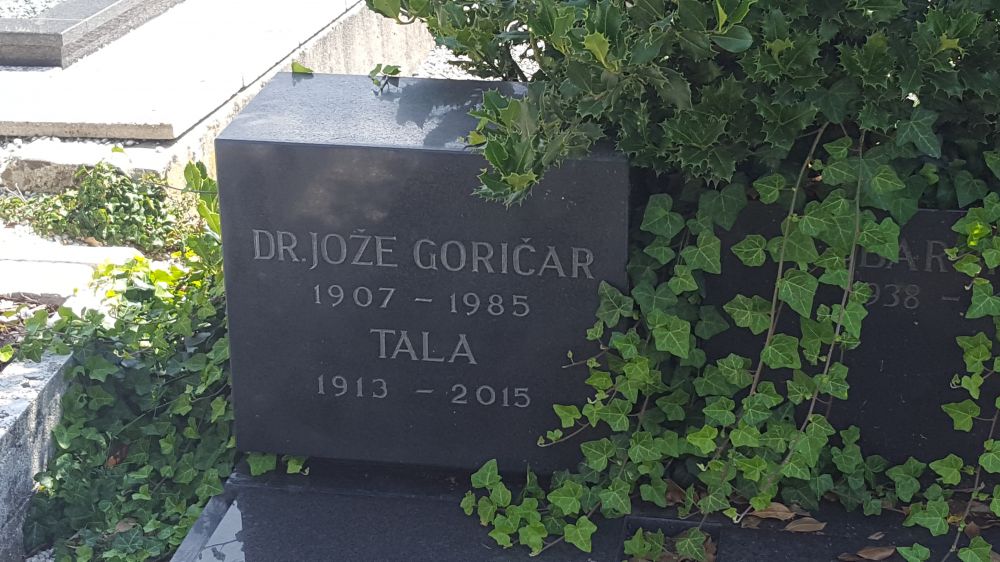 DR. JOŽE GORIČAR
1907 – 1985
TALA
1913 – 2015